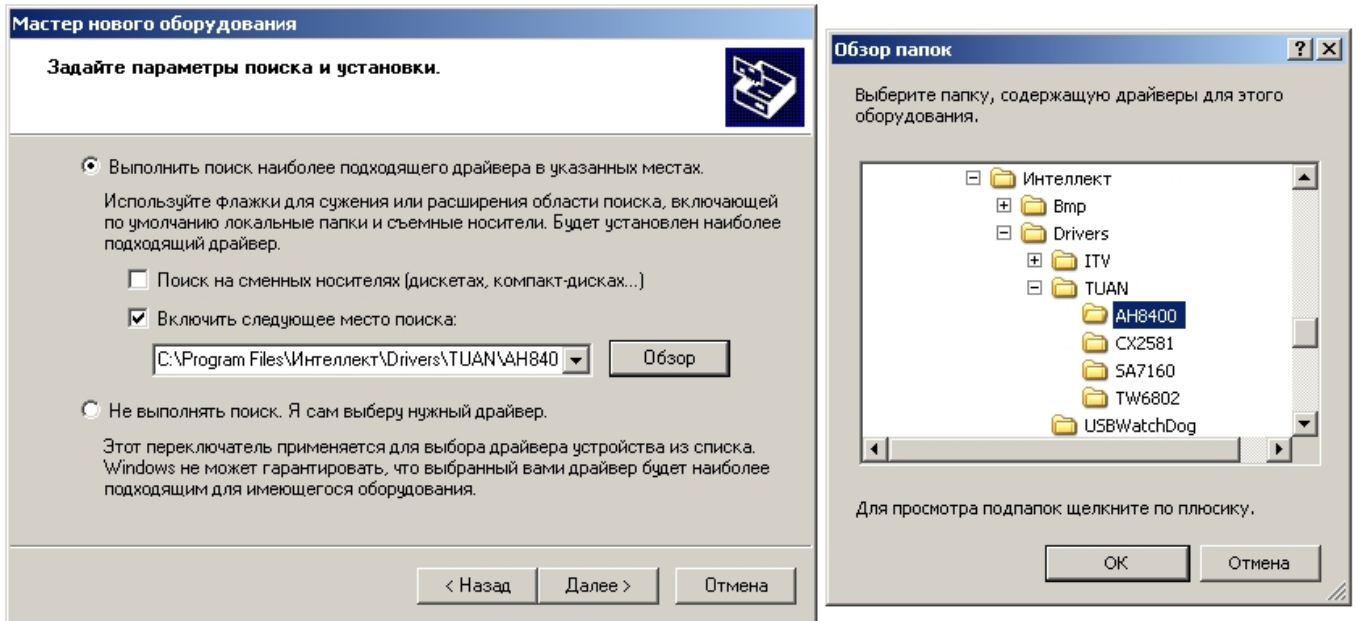 Мастер нового оборудования
Задайте параметры поиска и установки.
Выполнить поиск наиболее подходящего драйвера в указанных местах.
Используйте флажки для сужения или расширения области поиска, включающей
по умолчанию локальные папки и съемные носители. Будет установлен наиболее
подходящий драйвер.
Поиск на сменных носителях (дискетах, компакт-дисках...)
Включить следующее место поиска:
C:\Program Files\Интеллект\Drivers\TUAN\AH840
Обзор
Не выполнять поиск. Я сам выберу нужный драйвер.
Этот переключатель применяется для выбора драйвера устройства из списка.
Windows не может гарантировать, что выбранный вами драйвер будет наиболее
подходящим для имеющегося оборудования.
< Назад
Далее >
Отмена
Обзор папок
Выберите папку, содержащую драйверы для этого
оборудования.
Интеллект
Bmp
Drivers
ITV
TUAN
AH8400
CX2581
SA7160
TW6802
USBWatchDog
Для просмотра подпапок щелкните по плюсику.
ОК
Отмена